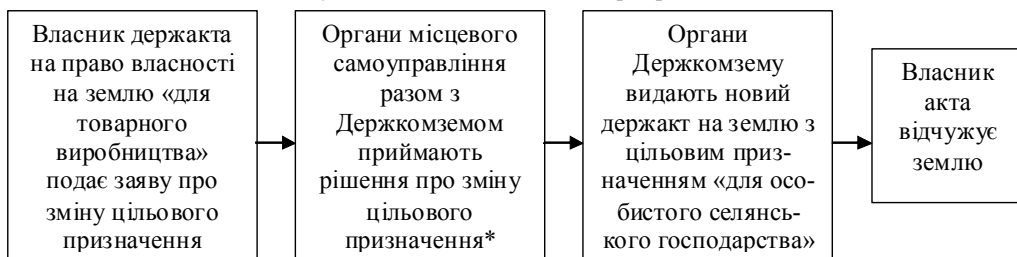 Власник держакта
на право власності
на землю «для
товарного
виробництва»
подає заяву про
зміну цільового
призначення
Органи місцевого
самоуправління
разом з
Держкомземом
приймають
рішення про зміну
цільового
призначення*
Органи
Держкомзему
видають новий
держакт на землю з
цільовим приз-
наченням «для осо-
бистого селянсь-
кого господарства»
Власник
акта
відчужує
землю